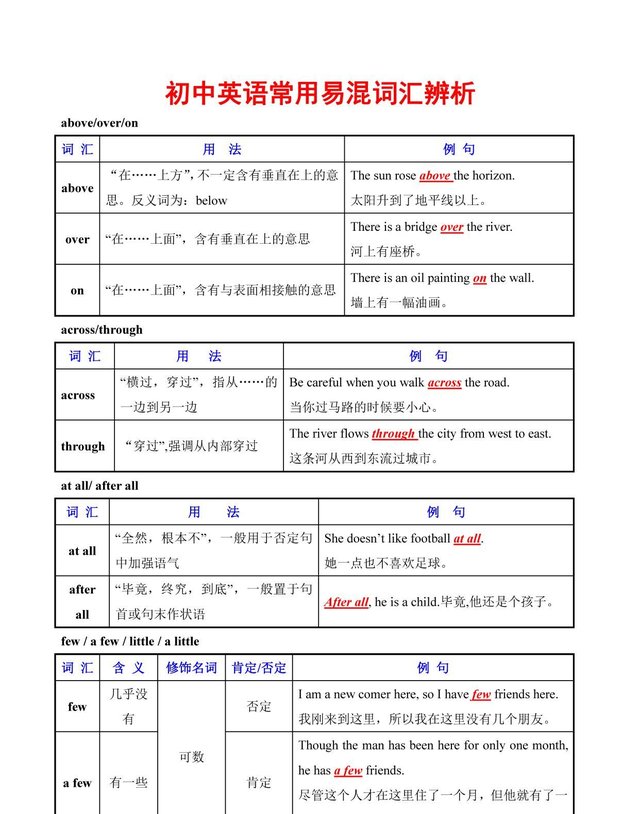 初中英语常用易混词汇辨析
above/over/on
词 汇 用 法 例 句
above “在……上方”,不一定含有垂直在上的意思。反义词为：below
The sun rose above the horizon.
太阳升到了地平线以上。
over “在……上面”，含有垂直在上的意思
There is a bridge over the river.
河上有座桥。
on “在……上面”，含有与表面相接触的意思
There is an oil painting on the wall.
墙上有一幅油画。
across/through
词 汇 用 法 例 句
across “横过，穿过”，指从……的
一边到另一边
Be careful when you walk across the road.
当你过马路的时候要小心。
through “穿过”,强调从内部穿过
The river flows through the city from west to east.
这条河从西到东流过城市。
at all/ after all
词 汇 用 法 例 句
at all “全然，根本不”，一般用于否定句
中加强语气
She doesn’t like football at all.
她一点也不喜欢足球。
after
all
“毕竟，终究，到底”，一般置于句
首或句末作状语
After all, he is a child.毕竟,他还是个孩子。
few / a few / little / a little
词 汇 含 义 修饰名词 肯定/否定 例 句
few
几乎没
有
可数
否定
I am a new comer here, so I have few friends here.
我刚来到这里，所以我在这里没有几个朋友。
a few 有一些 肯定
Though the man has been here for only one month,
he has a few friends.
尽管这个人才在这里住了一个月，但他就有了一